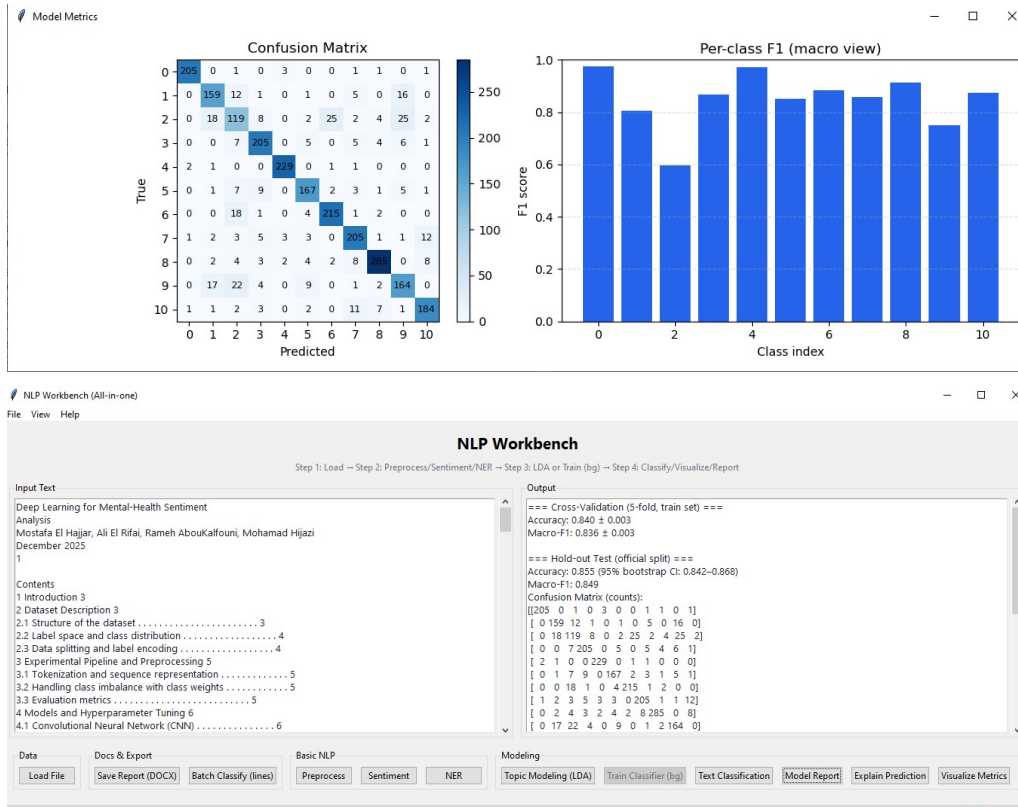 Model Metrics
Confusion Matrix
True
0 205 0 1 0 3 0 0 1 1 0 1
1 0 159 12 1 0 1 0 5 0 16 0
2 0 18 119 8 0 2 25 2 4 25 2
3 0 0 7 205 0 5 0 5 4 6 1
4 2 1 0 0 229 0 1 1 0 0 0
5 0 1 7 9 0 167 2 3 1 5 1
6 0 0 18 1 0 4 215 1 2 0 0
7 1 2 3 5 3 3 0 205 1 1 12
8 0 2 4 3 2 4 2 8 285 0 8
9 0 17 22 4 0 9 0 1 2 164 0
10 1 1 2 3 0 2 0 11 7 1 184
0 1 2 3 4 5 6 7 8 9 10
Predicted
250
200
150
100
50
0
Per-class F1 (macro view)
F1 score
1.0
0.8
0.6
0.4
0.2
0.0
0 2 4 6 8 10
Class index
NLP Workbench (All-in-one)
File View Help
NLP Workbench
Step 1: Load → Step 2: Preprocess/Sentiment/NER → Step 3: LDA or Train (bg) → Step 4: Classify/Visualize/Report
Input Text
Deep Learning for Mental-Health Sentiment
Analysis
Mostafa El Hajjar, Ali El Rifai, Rameh AbouKalfouni, Mohamad Hijazi
December 2025
1
Contents
1 Introduction 3
2 Dataset Description 3
2.1 Structure of the dataset . . . . . . . . . . . . . . . . . . . . . . . 3
2.2 Label space and class distribution . . . . . . . . . . . . . . . . . . 4
2.3 Data splitting and label encoding . . . . . . . . . . . . . . . . . . 4
3 Experimental Pipeline and Preprocessing 5
3.1 Tokenization and sequence representation . . . . . . . . . . . . . 5
3.2 Handling class imbalance with class weights . . . . . . . . . . . . 5
3.3 Evaluation metrics . . . . . . . . . . . . . . . . . . . . . . . . . . 5
4 Models and Hyperparameter Tuning 6
4.1 Convolutional Neural Network (CNN) . . . . . . . . . . . . . . . 6
Output
=== Cross-Validation (5-fold, train set) ===
Accuracy: 0.840 ± 0.003
Macro-F1: 0.836 ± 0.003
=== Hold-out Test (official split) ===
Accuracy: 0.855 (95% bootstrap CI: 0.842–0.868)
Macro-F1: 0.849
Confusion Matrix (counts):
[[205 0 1 0 3 0 0 1 1 0 1]
[ 0 159 12 1 0 1 0 5 0 16 0]
[ 0 18 119 8 0 2 25 2 4 25 2]
[ 0 0 7 205 0 5 0 5 4 6 1]
[ 2 1 0 0 229 0 1 1 0 0 0]
[ 0 1 7 9 0 167 2 3 1 5 1]
[ 0 0 18 1 0 4 215 1 2 0 0]
[ 1 2 3 5 3 3 0 205 1 1 12]
[ 0 2 4 3 2 4 2 8 285 0 8]
[ 0 17 22 4 0 9 0 1 2 164 0]
Data
Load File
Docs & Export
Save Report (DOCX) Batch Classify (lines)
Basic NLP
Preprocess Sentiment NER
Modeling
Topic Modeling (LDA) Train Classifier (bg) Text Classification Model Report Explain Prediction Visualize Metrics